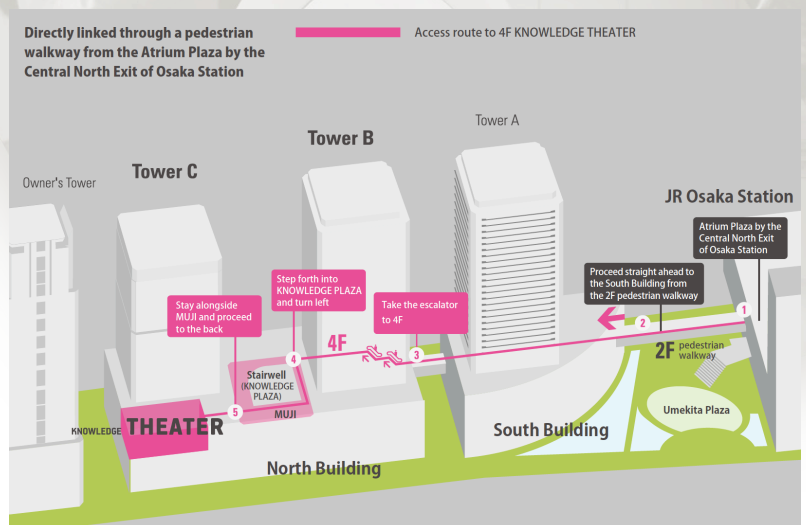 Directly linked through a pedestrian
walkway from the Atrium Plaza by the
Central North Exit of Osaka Station
Access route to 4F KNOWLEDGE THEATER
Tower A
Tower B
Tower C
Owner's Tower
JR Osaka Station
Atrium Plaza by the
Central North Exit
of Osaka Station
Proceed straight ahead to
the South Building from
the 2F pedestrian walkway
Step forth into
KNOWLEDGE PLAZA
and turn left
Take the escalator
to 4F
Stay alongside
MUJI and proceed
to the back
1
2
3
4
5
4F
2F pedestrian
walkway
Stairwell
(KNOWLEDGE
PLAZA)
MUJI
Umekita Plaza
KNOWLEDGE THEATER
South Building
North Building